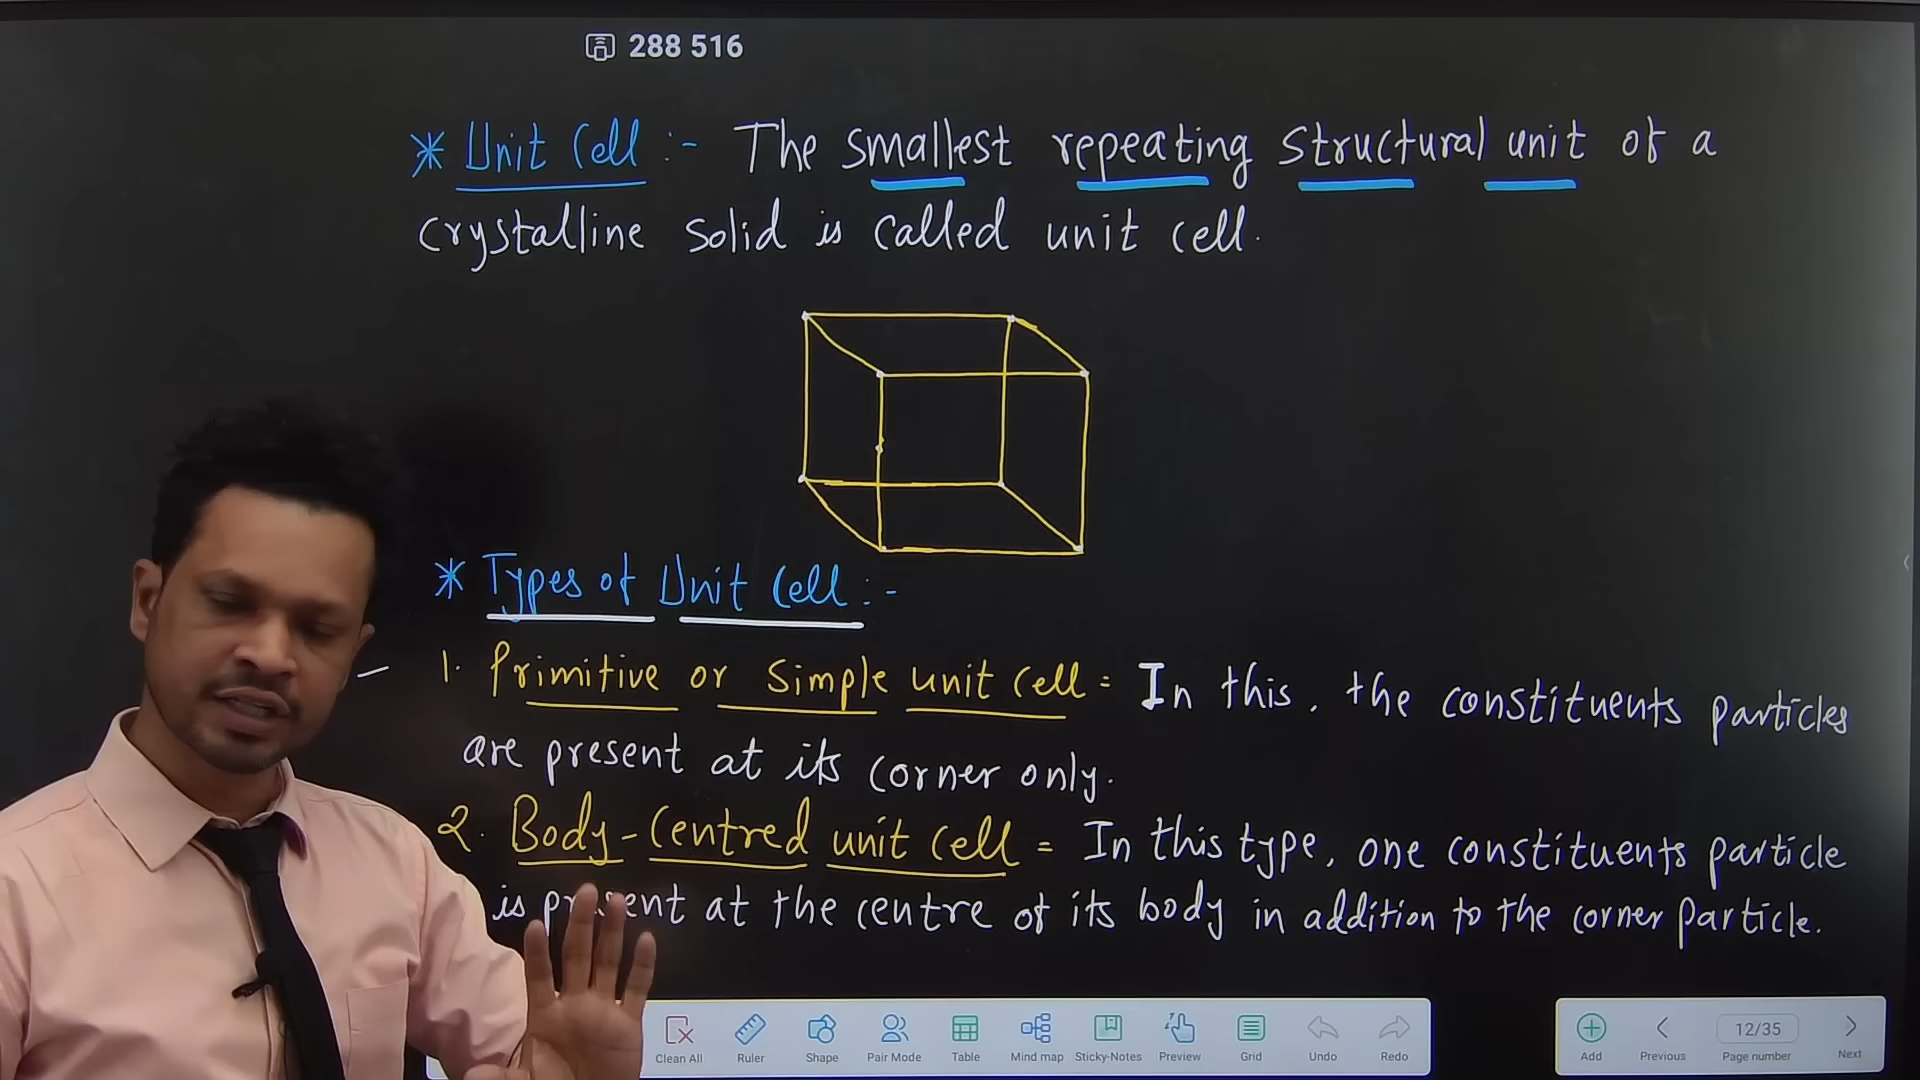 288 516
* Unit Cell :- The smallest repeating structural unit of a
crystalline solid is called unit cell.
* Types of Unit Cell :-
1. Primitive or Simple unit cell = In this, the constituents particles
are present at its corner only.
2. Body-Centred unit cell = In this type, one constituents particle
is present at the centre of its body in addition to the corner particle.
Clean All Ruler Shape Pair Mode Table Mind map Sticky-Notes Preview Grid Undo Redo
Add Previous 12/35 Page number Next